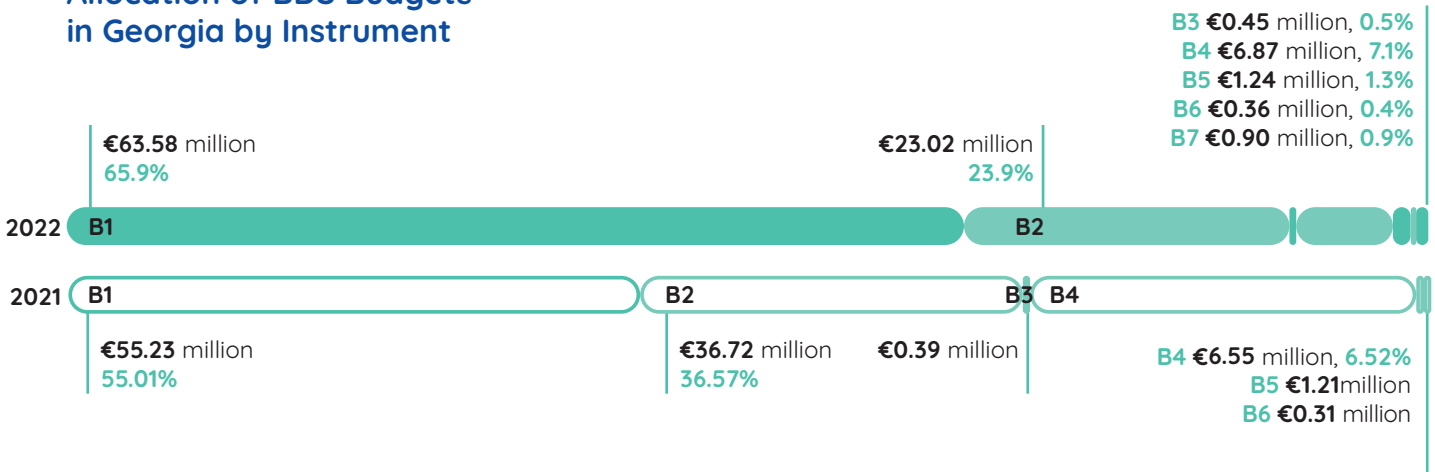 Allocation of Budgets
in Georgia by Instrument
B3 €0.45 million, 0.5%
B4 €6.87 million, 7.1%
B5 €1.24 million, 1.3%
B6 €0.36 million, 0.4%
B7 €0.90 million, 0.9%
€63.58 million
65.9%
€23.02 million
23.9%
2022 B1 B2
2021 B1 B2 B3 B4
€55.23 million
55.01%
€36.72 million
36.57%
€0.39 million
B4 €6.55 million, 6.52%
B5 €1.21million
B6 €0.31 million